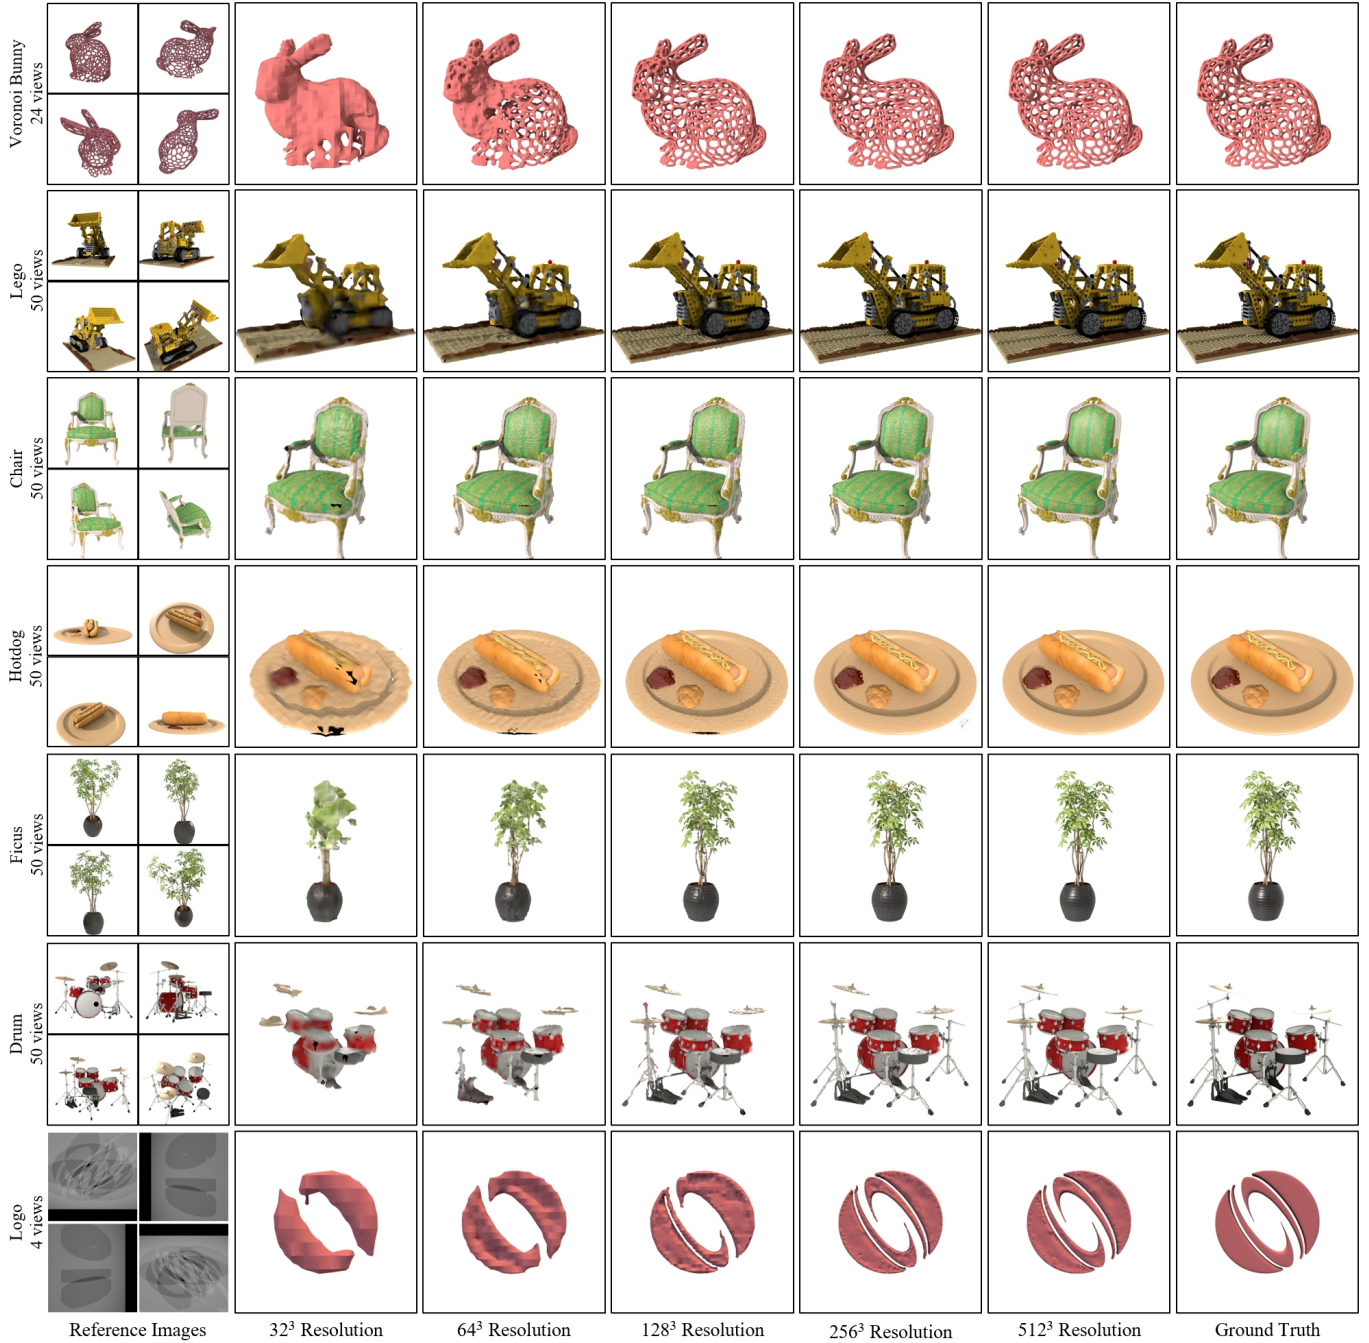 Voronoi Bunny
24 views
Lego
50 views
Chair
50 views
Hotdog
50 views
Ficus
50 views
Drum
50 views
Logo
4 views
Reference Images
32³ Resolution
64³ Resolution
128³ Resolution
256³ Resolution
512³ Resolution
Ground Truth